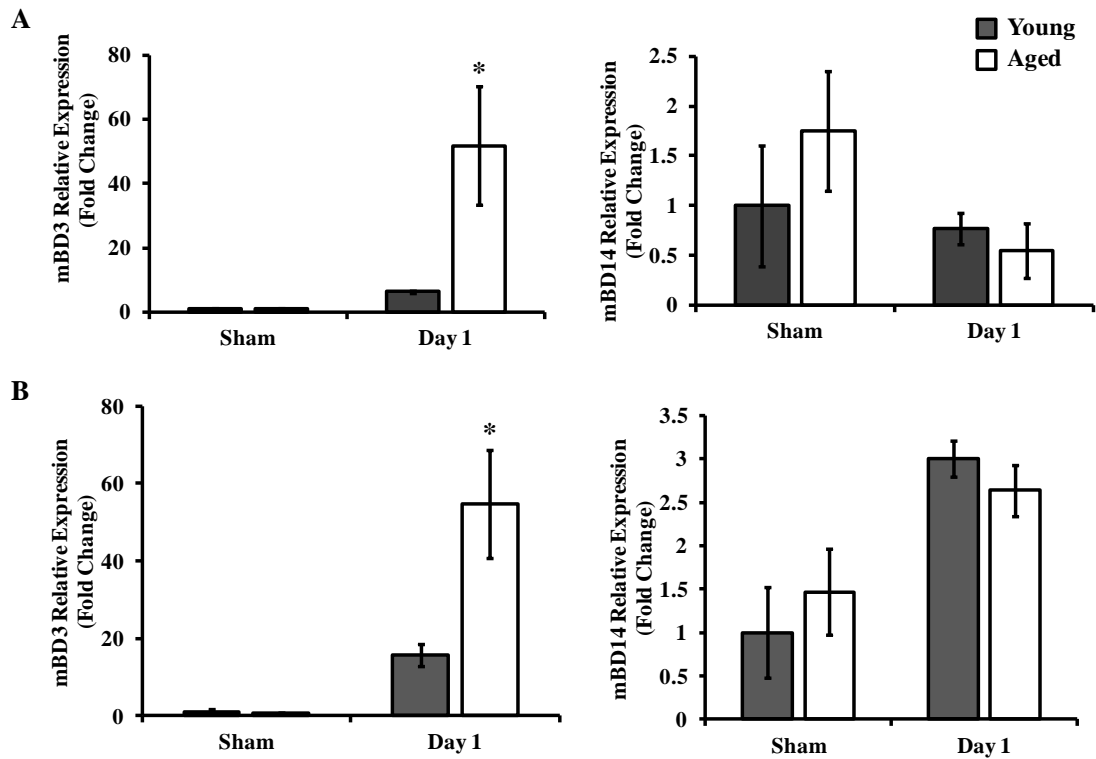 A
Young
Aged
mBD3 Relative Expression
(Fold Change)
80
60
40
20
0
*
Sham
Day 1
mBD14 Relative Expression
(Fold Change)
2.5
2
1.5
1
0.5
0
Sham
Day 1
B
mBD3 Relative Expression
(Fold Change)
80
60
40
20
0
*
Sham
Day 1
mBD14 Relative Expression
(Fold Change)
3.5
3
2.5
2
1.5
1
0.5
0
Sham
Day 1